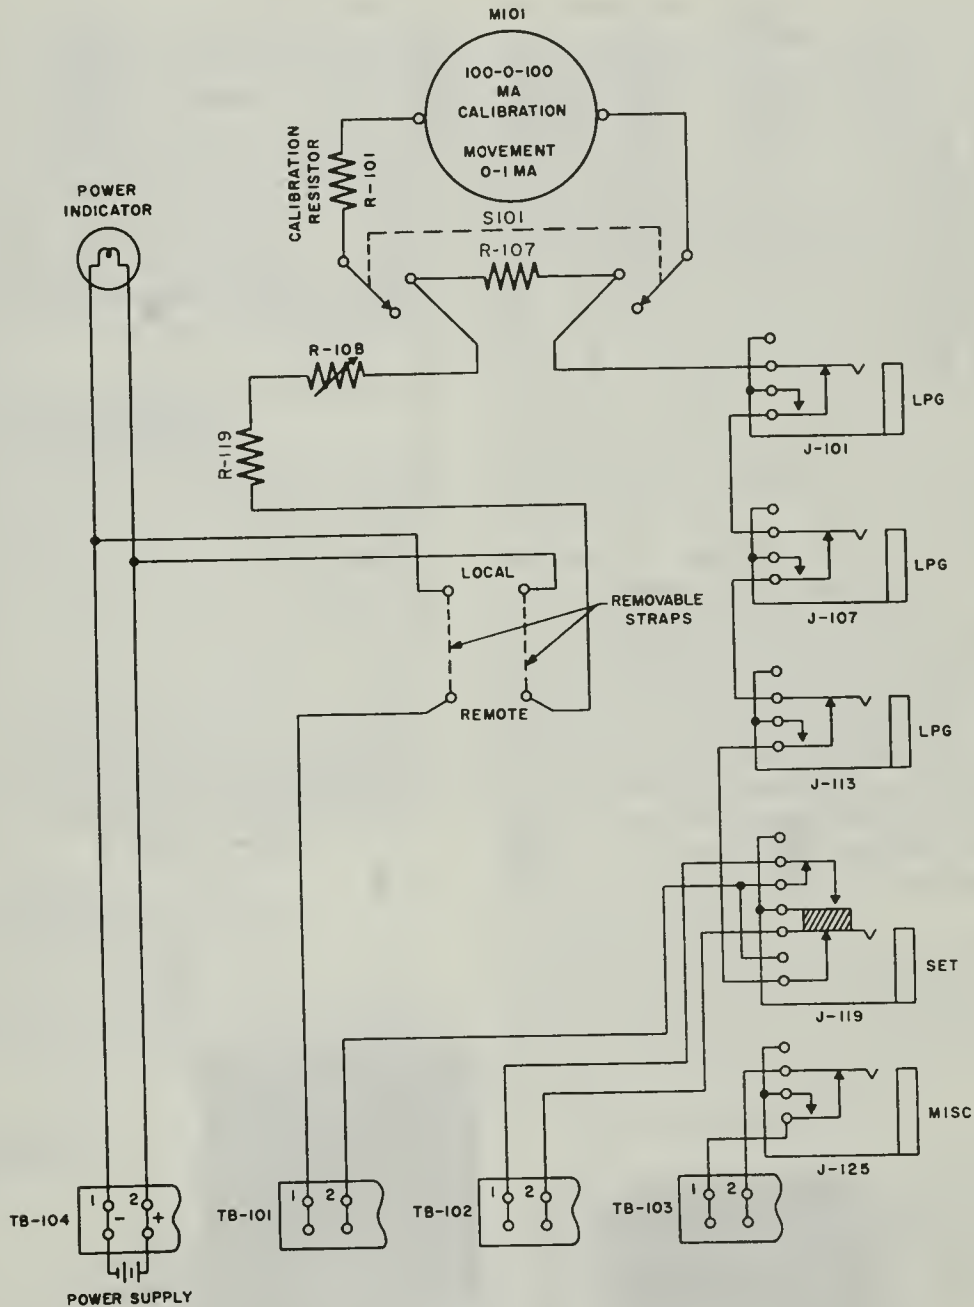 M101
100-0-100
MA
CALIBRATION
MOVEMENT
0-1 MA
CALIBRATION
RESISTOR
R-101
POWER
INDICATOR
S101
R-107
R-108
R-119
LPG
J-101
LOCAL
REMOVABLE
STRAPS
REMOTE
LPG
J-107
LPG
J-113
SET
J-119
MISC
J-125
TB-104
1
2
-
+
POWER SUPPLY
TB-101
1
2
TB-102
1
2
TB-103
1
2